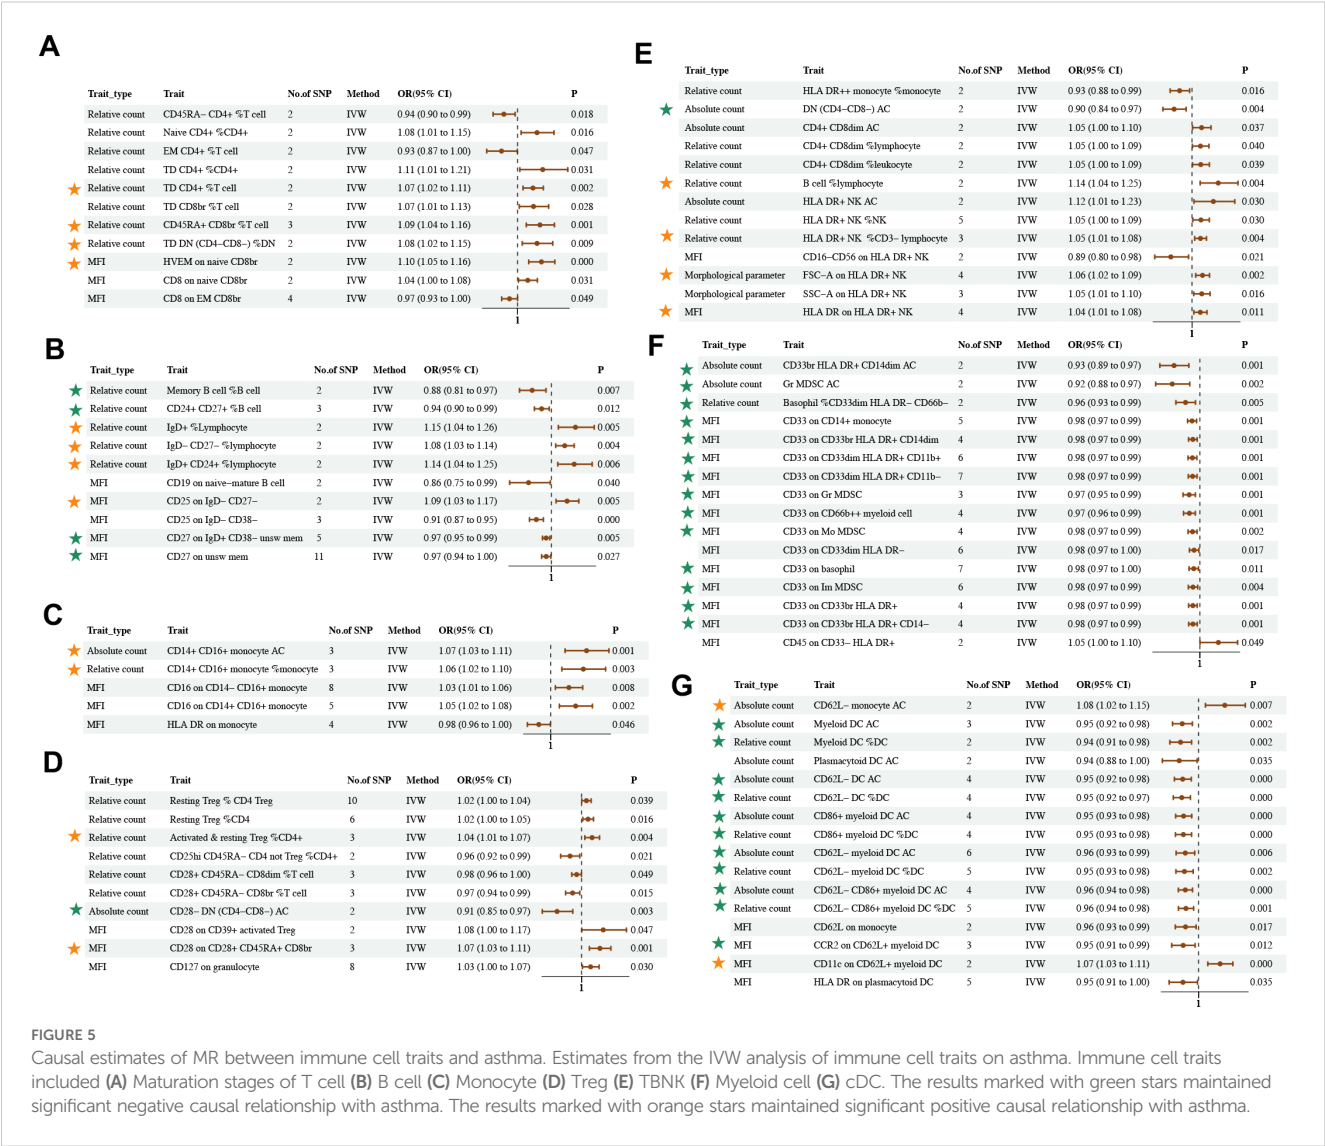 A
Trait_type Trait No.of SNP Method OR(95% CI) P
Relative count CD45RA− CD4+ %T cell 2 IVW 0.94 (0.90 to 0.99) 0.018
Relative count Naive CD4+ %CD4+ 2 IVW 1.08 (1.01 to 1.15) 0.016
Relative count EM CD4+ %T cell 2 IVW 0.93 (0.87 to 1.00) 0.047
Relative count TD CD4+ %CD4+ 2 IVW 1.11 (1.01 to 1.21) 0.031
Relative count TD CD4+ %T cell 2 IVW 1.07 (1.02 to 1.11) 0.002
Relative count TD CD8br %T cell 2 IVW 1.07 (1.01 to 1.13) 0.028
Relative count CD45RA+ CD8br %T cell 3 IVW 1.09 (1.04 to 1.16) 0.001
Relative count TD DN (CD4−CD8−) %DN 2 IVW 1.08 (1.02 to 1.15) 0.009
MFI HVEM on naive CD8br 2 IVW 1.10 (1.05 to 1.16) 0.000
MFI CD8 on naive CD8br 2 IVW 1.04 (1.00 to 1.08) 0.031
MFI CD8 on EM CD8br 4 IVW 0.97 (0.93 to 1.00) 0.049
1
B
Trait_type Trait No.of SNP Method OR(95% CI) P
Relative count Memory B cell %B cell 2 IVW 0.88 (0.81 to 0.97) 0.007
Relative count CD24+ CD27+ %B cell 3 IVW 0.94 (0.90 to 0.99) 0.012
Relative count IgD+ %Lymphocyte 2 IVW 1.15 (1.04 to 1.26) 0.005
Relative count IgD− CD27− %lymphocyte 2 IVW 1.08 (1.03 to 1.14) 0.004
Relative count IgD+ CD24+ %lymphocyte 2 IVW 1.14 (1.04 to 1.25) 0.006
MFI CD19 on naive−mature B cell 2 IVW 0.86 (0.75 to 0.99) 0.040
MFI CD25 on IgD− CD27− 2 IVW 1.09 (1.03 to 1.17) 0.005
MFI CD25 on IgD− CD38− 3 IVW 0.91 (0.87 to 0.95) 0.000
MFI CD27 on IgD+ CD38− unsw mem 5 IVW 0.97 (0.95 to 0.99) 0.005
MFI CD27 on unsw mem 11 IVW 0.97 (0.94 to 1.00) 0.027
1
C
Trait_type Trait No.of SNP Method OR(95% CI) P
Absolute count CD14+ CD16+ monocyte AC 3 IVW 1.07 (1.03 to 1.11) 0.001
Relative count CD14+ CD16+ monocyte %monocyte 3 IVW 1.06 (1.02 to 1.10) 0.003
MFI CD16 on CD14− CD16+ monocyte 8 IVW 1.03 (1.01 to 1.06) 0.008
MFI CD16 on CD14+ CD16+ monocyte 5 IVW 1.05 (1.02 to 1.08) 0.002
MFI HLA DR on monocyte 4 IVW 0.98 (0.96 to 1.00) 0.046
1
D
Trait_type Trait No.of SNP Method OR(95% CI) P
Relative count Resting Treg % CD4 Treg 10 IVW 1.02 (1.00 to 1.04) 0.039
Relative count Resting Treg %CD4 6 IVW 1.02 (1.00 to 1.05) 0.016
Relative count Activated & resting Treg %CD4+ 3 IVW 1.04 (1.01 to 1.07) 0.004
Relative count CD25hi CD45RA− CD4 not Treg %CD4+ 2 IVW 0.96 (0.92 to 0.99) 0.021
Relative count CD28+ CD45RA− CD8dim %T cell 3 IVW 0.98 (0.96 to 1.00) 0.049
Relative count CD28+ CD45RA− CD8br %T cell 3 IVW 0.97 (0.94 to 0.99) 0.015
Absolute count CD28− DN (CD4−CD8−) AC 2 IVW 0.91 (0.85 to 0.97) 0.003
MFI CD28 on CD39+ activated Treg 2 IVW 1.08 (1.00 to 1.17) 0.047
MFI CD28 on CD28+ CD45RA+ CD8br 3 IVW 1.07 (1.03 to 1.11) 0.001
MFI CD127 on granulocyte 8 IVW 1.03 (1.00 to 1.07) 0.030
1
E
Trait_type Trait No.of SNP Method OR(95% CI) P
Relative count HLA DR++ monocyte %monocyte 2 IVW 0.93 (0.88 to 0.99) 0.016
Absolute count DN (CD4−CD8−) AC 2 IVW 0.90 (0.84 to 0.97) 0.004
Absolute count CD4+ CD8dim AC 2 IVW 1.05 (1.00 to 1.10) 0.037
Relative count CD4+ CD8dim %lymphocyte 2 IVW 1.05 (1.00 to 1.09) 0.040
Relative count CD4+ CD8dim %leukocyte 2 IVW 1.05 (1.00 to 1.09) 0.039
Relative count B cell %lymphocyte 2 IVW 1.14 (1.04 to 1.25) 0.004
Absolute count HLA DR+ NK AC 2 IVW 1.12 (1.01 to 1.23) 0.030
Relative count HLA DR+ NK %NK 5 IVW 1.05 (1.00 to 1.09) 0.030
Relative count HLA DR+ NK %CD3− lymphocyte 3 IVW 1.05 (1.01 to 1.08) 0.004
MFI CD16−CD56 on HLA DR+ NK 2 IVW 0.89 (0.80 to 0.98) 0.021
Morphological parameter FSC−A on HLA DR+ NK 4 IVW 1.06 (1.02 to 1.09) 0.002
Morphological parameter SSC−A on HLA DR+ NK 3 IVW 1.05 (1.01 to 1.10) 0.016
MFI HLA DR on HLA DR+ NK 4 IVW 1.04 (1.01 to 1.08) 0.011
1
F
Trait_type Trait No.of SNP Method OR(95% CI) P
Absolute count CD33br HLA DR+ CD14dim AC 2 IVW 0.93 (0.89 to 0.97) 0.001
Absolute count Gr MDSC AC 2 IVW 0.92 (0.88 to 0.97) 0.002
Relative count Basophil %CD33dim HLA DR− CD66b− 2 IVW 0.96 (0.93 to 0.99) 0.005
MFI CD33 on CD14+ monocyte 5 IVW 0.98 (0.97 to 0.99) 0.001
MFI CD33 on CD33br HLA DR+ CD14dim 4 IVW 0.98 (0.97 to 0.99) 0.001
MFI CD33 on CD33dim HLA DR+ CD11b+ 6 IVW 0.98 (0.97 to 0.99) 0.001
MFI CD33 on CD33dim HLA DR+ CD11b− 7 IVW 0.98 (0.97 to 0.99) 0.001
MFI CD33 on Gr MDSC 3 IVW 0.97 (0.95 to 0.99) 0.001
MFI CD33 on CD66b++ myeloid cell 4 IVW 0.97 (0.96 to 0.99) 0.001
MFI CD33 on Mo MDSC 4 IVW 0.98 (0.97 to 0.99) 0.002
MFI CD33 on CD33dim HLA DR− 6 IVW 0.98 (0.97 to 1.00) 0.017
MFI CD33 on basophil 7 IVW 0.98 (0.97 to 1.00) 0.011
MFI CD33 on Im MDSC 6 IVW 0.98 (0.97 to 0.99) 0.004
MFI CD33 on CD33br HLA DR+ 4 IVW 0.98 (0.97 to 0.99) 0.001
MFI CD33 on CD33br HLA DR+ CD14− 4 IVW 0.98 (0.97 to 0.99) 0.001
MFI CD45 on CD33− HLA DR+ 2 IVW 1.05 (1.00 to 1.10) 0.049
1
G
Trait_type Trait No.of SNP Method OR(95% CI) P
Absolute count CD62L− monocyte AC 2 IVW 1.08 (1.02 to 1.15) 0.007
Absolute count Myeloid DC AC 3 IVW 0.95 (0.92 to 0.98) 0.002
Relative count Myeloid DC %DC 2 IVW 0.94 (0.91 to 0.98) 0.002
Absolute count Plasmacytoid DC AC 2 IVW 0.94 (0.88 to 1.00) 0.035
Absolute count CD62L− DC AC 4 IVW 0.95 (0.92 to 0.98) 0.000
Relative count CD62L− DC %DC 4 IVW 0.95 (0.92 to 0.97) 0.000
Absolute count CD86+ myeloid DC AC 4 IVW 0.95 (0.93 to 0.98) 0.000
Relative count CD86+ myeloid DC %DC 4 IVW 0.95 (0.93 to 0.98) 0.000
Absolute count CD62L− myeloid DC AC 6 IVW 0.96 (0.93 to 0.99) 0.006
Relative count CD62L− myeloid DC %DC 5 IVW 0.95 (0.93 to 0.98) 0.002
Absolute count CD62L− CD86+ myeloid DC AC 4 IVW 0.96 (0.94 to 0.98) 0.000
Relative count CD62L− CD86+ myeloid DC %DC 5 IVW 0.96 (0.94 to 0.98) 0.001
MFI CD62L on monocyte 2 IVW 0.96 (0.93 to 0.99) 0.017
MFI CCR2 on CD62L+ myeloid DC 3 IVW 0.95 (0.91 to 0.99) 0.012
MFI CD11c on CD62L+ myeloid DC 2 IVW 1.07 (1.03 to 1.11) 0.000
MFI HLA DR on plasmacytoid DC 5 IVW 0.95 (0.91 to 1.00) 0.035
1
FIGURE 5
Causal estimates of MR between immune cell traits and asthma. Estimates from the IVW analysis of immune cell traits on asthma. Immune cell traits
included (A) Maturation stages of T cell (B) B cell (C) Monocyte (D) Treg (E) TBNK (F) Myeloid cell (G) cDC. The results marked with green stars maintained
significant negative causal relationship with asthma. The results marked with orange stars maintained significant positive causal relationship with asthma.